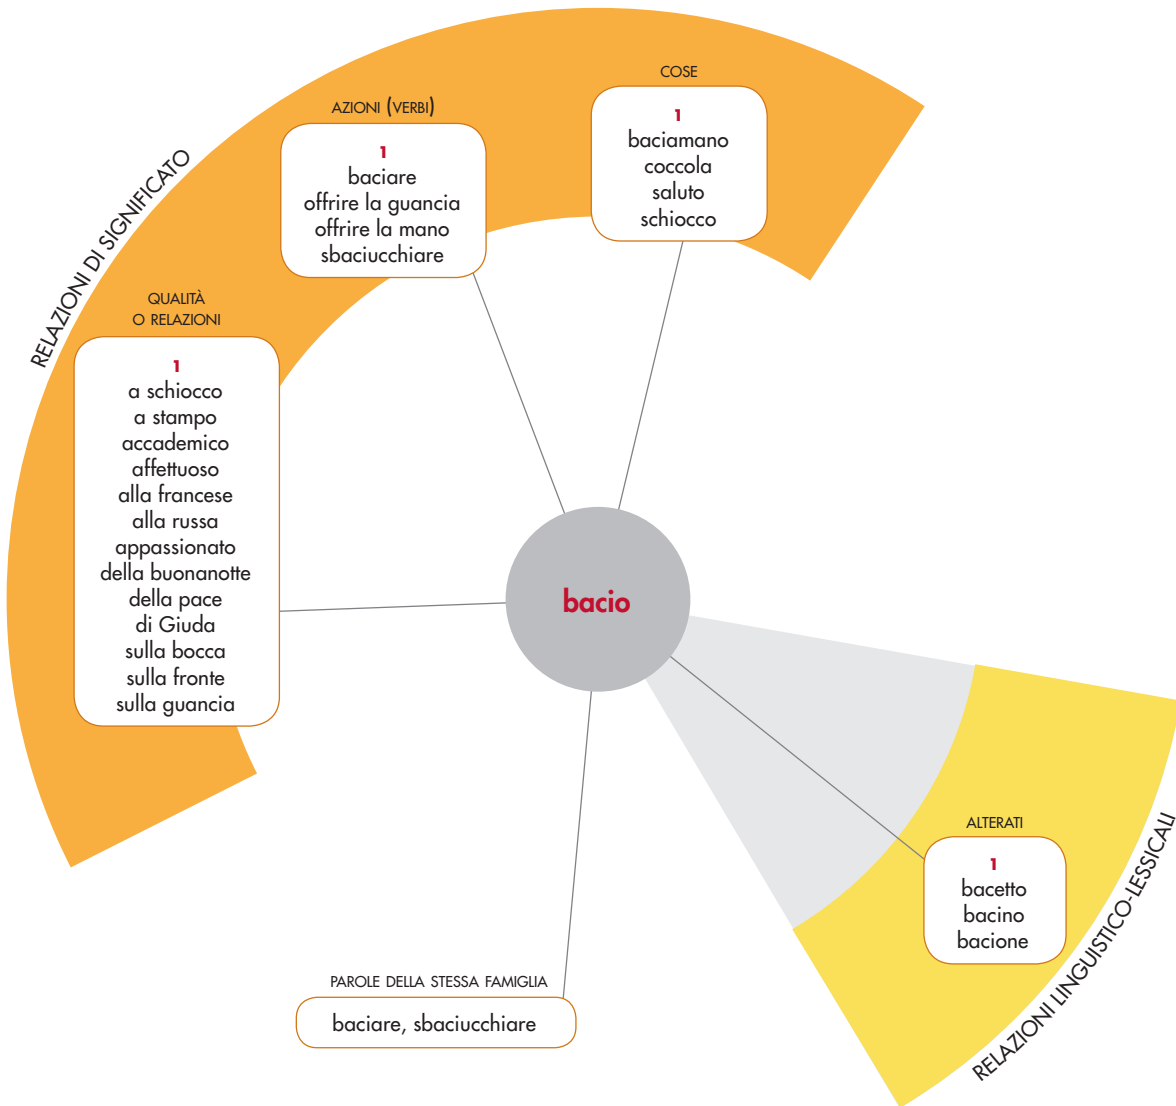 COSE
1
baciamano
coccola
saluto
schiocco
AZIONI (VERBI)
1
baciare
offrire la guancia
offrire la mano
sbaciucchiare
RELAZIONI DI SIGNIFICATO
QUALITÀ
O RELAZIONI
1
a schiocco
a stampo
accademico
affettuoso
alla francese
alla russa
appassionato
della buonanotte
della pace
di Giuda
sulla bocca
sulla fronte
sulla guancia
bacio
ALTERATI
1
bacetto
bacino
bacione
RELAZIONI LINGUISTICO-LESSICALI
PAROLE DELLA STESSA FAMIGLIA
baciare, sbaciucchiare